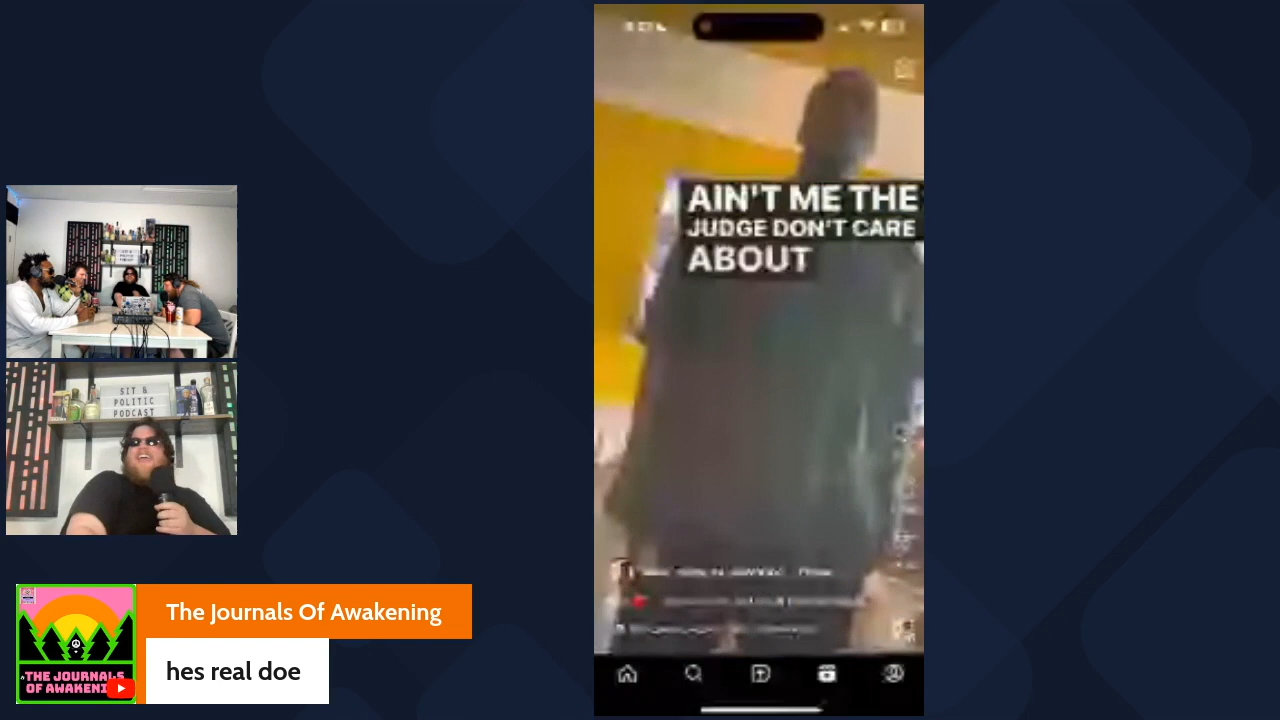 AIN'T ME THE
JUDGE DON'T CARE
ABOUT
SIT &
POLITIC
PODCAST
The Journals Of Awakening
hes real doe
THE JOURNALS
OF AWAKENI